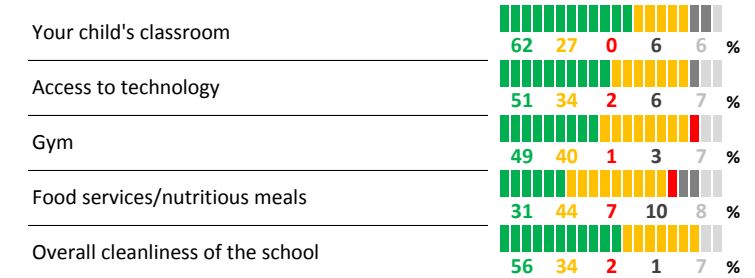 Your child's classroom
62 27 0 6 6 %
Access to technology
51 34 2 6 7 %
Gym
49 40 1 3 7 %
Food services/nutritious meals
31 44 7 10 8 %
Overall cleanliness of the school
56 34 2 1 7 %